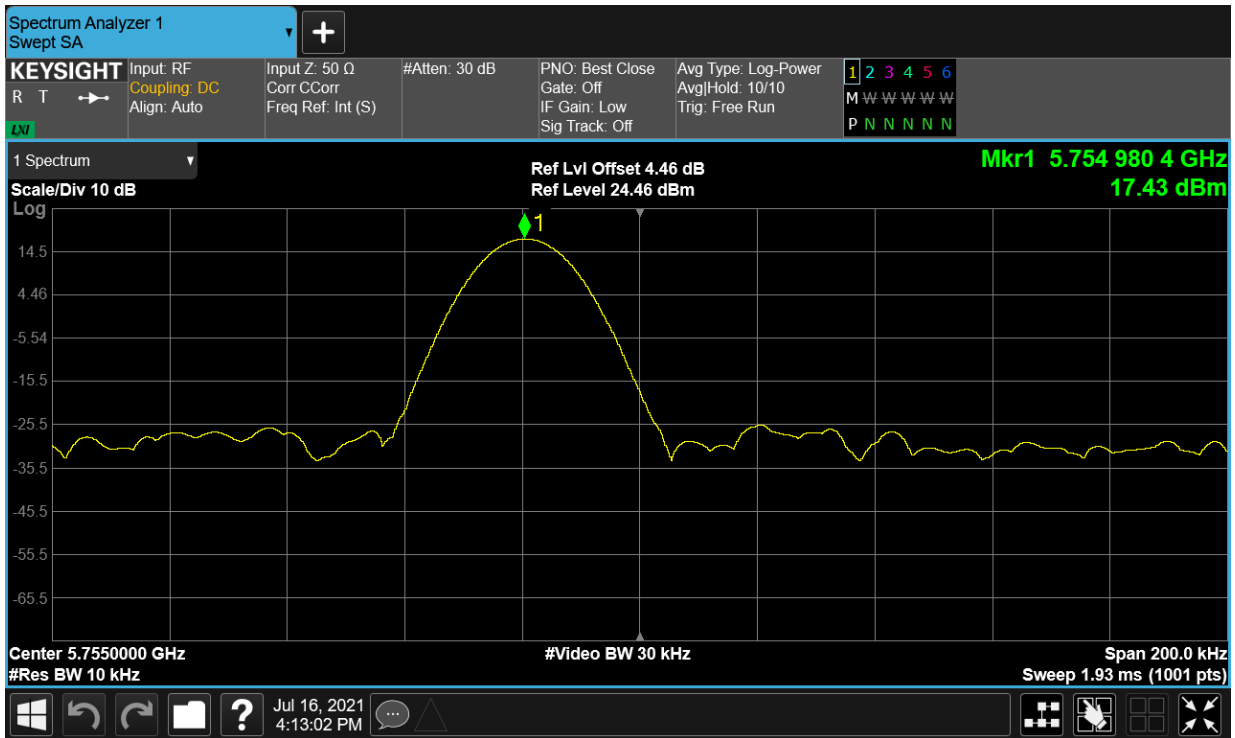 Spectrum Analyzer 1
Swept SA
KEYSIGHT
R T
LXI
Input: RF
Coupling: DC
Align: Auto
Input Z: 50 Ω
Corr CCorr
Freq Ref: Int (S)
#Atten: 30 dB
PNO: Best Close
Gate: Off
IF Gain: Low
Sig Track: Off
Avg Type: Log-Power
Avg|Hold: 10/10
Trig: Free Run
1 2 3 4 5 6
M W W W W W
P N N N N N
1 Spectrum
Scale/Div 10 dB
Log
Ref Lvl Offset 4.46 dB
Ref Level 24.46 dBm
Mkr1 5.754 980 4 GHz
17.43 dBm
1
14.5
4.46
-5.54
-15.5
-25.5
-35.5
-45.5
-55.5
-65.5
Center 5.7550000 GHz
#Res BW 10 kHz
#Video BW 30 kHz
Span 200.0 kHz
Sweep 1.93 ms (1001 pts)
?
Jul 16, 2021
4:13:02 PM